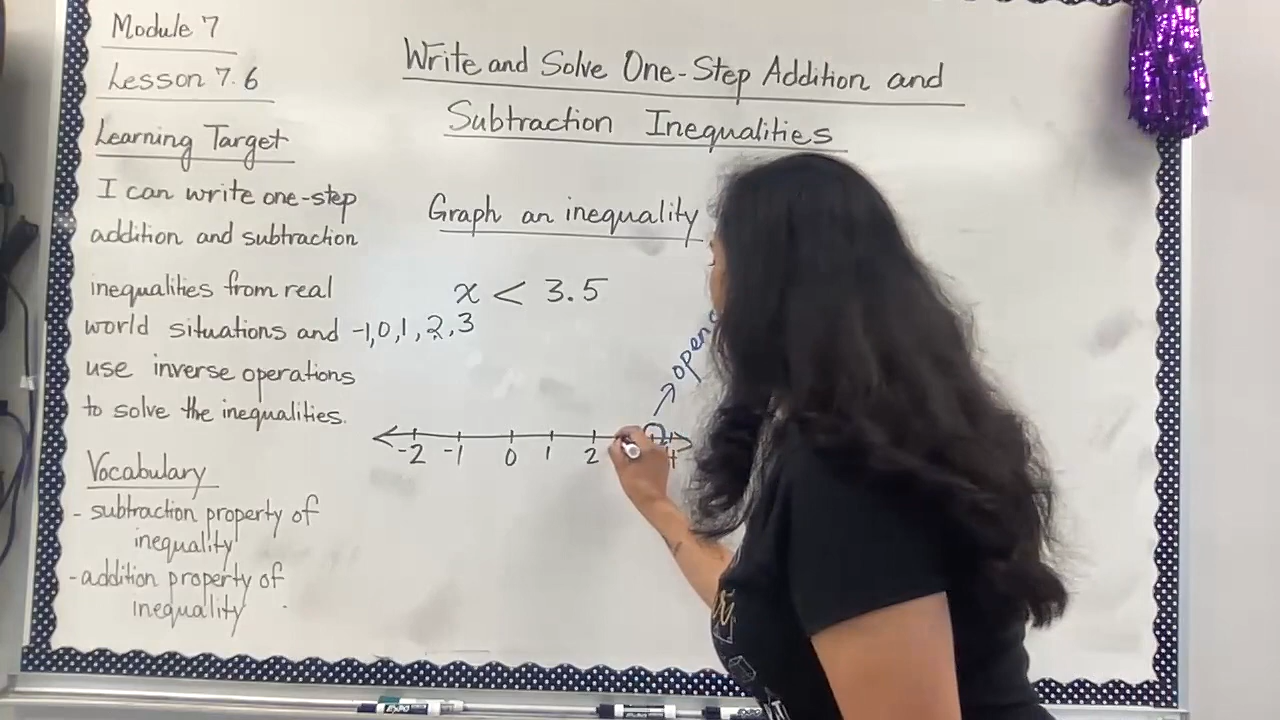 Module 7
Lesson 7.6
Learning Target
I can write one-step
addition and subtraction
inequalities from real
world situations and
use inverse operations
to solve the inequalities.
Vocabulary
- subtraction property of
inequality
- addition property of
inequality
Write and Solve One-Step Addition and
Subtraction Inequalities
Graph an inequality
x < 3.5
-1, 0, 1, 2, 3
open
-2 -1 0 1 2 4
EXPO